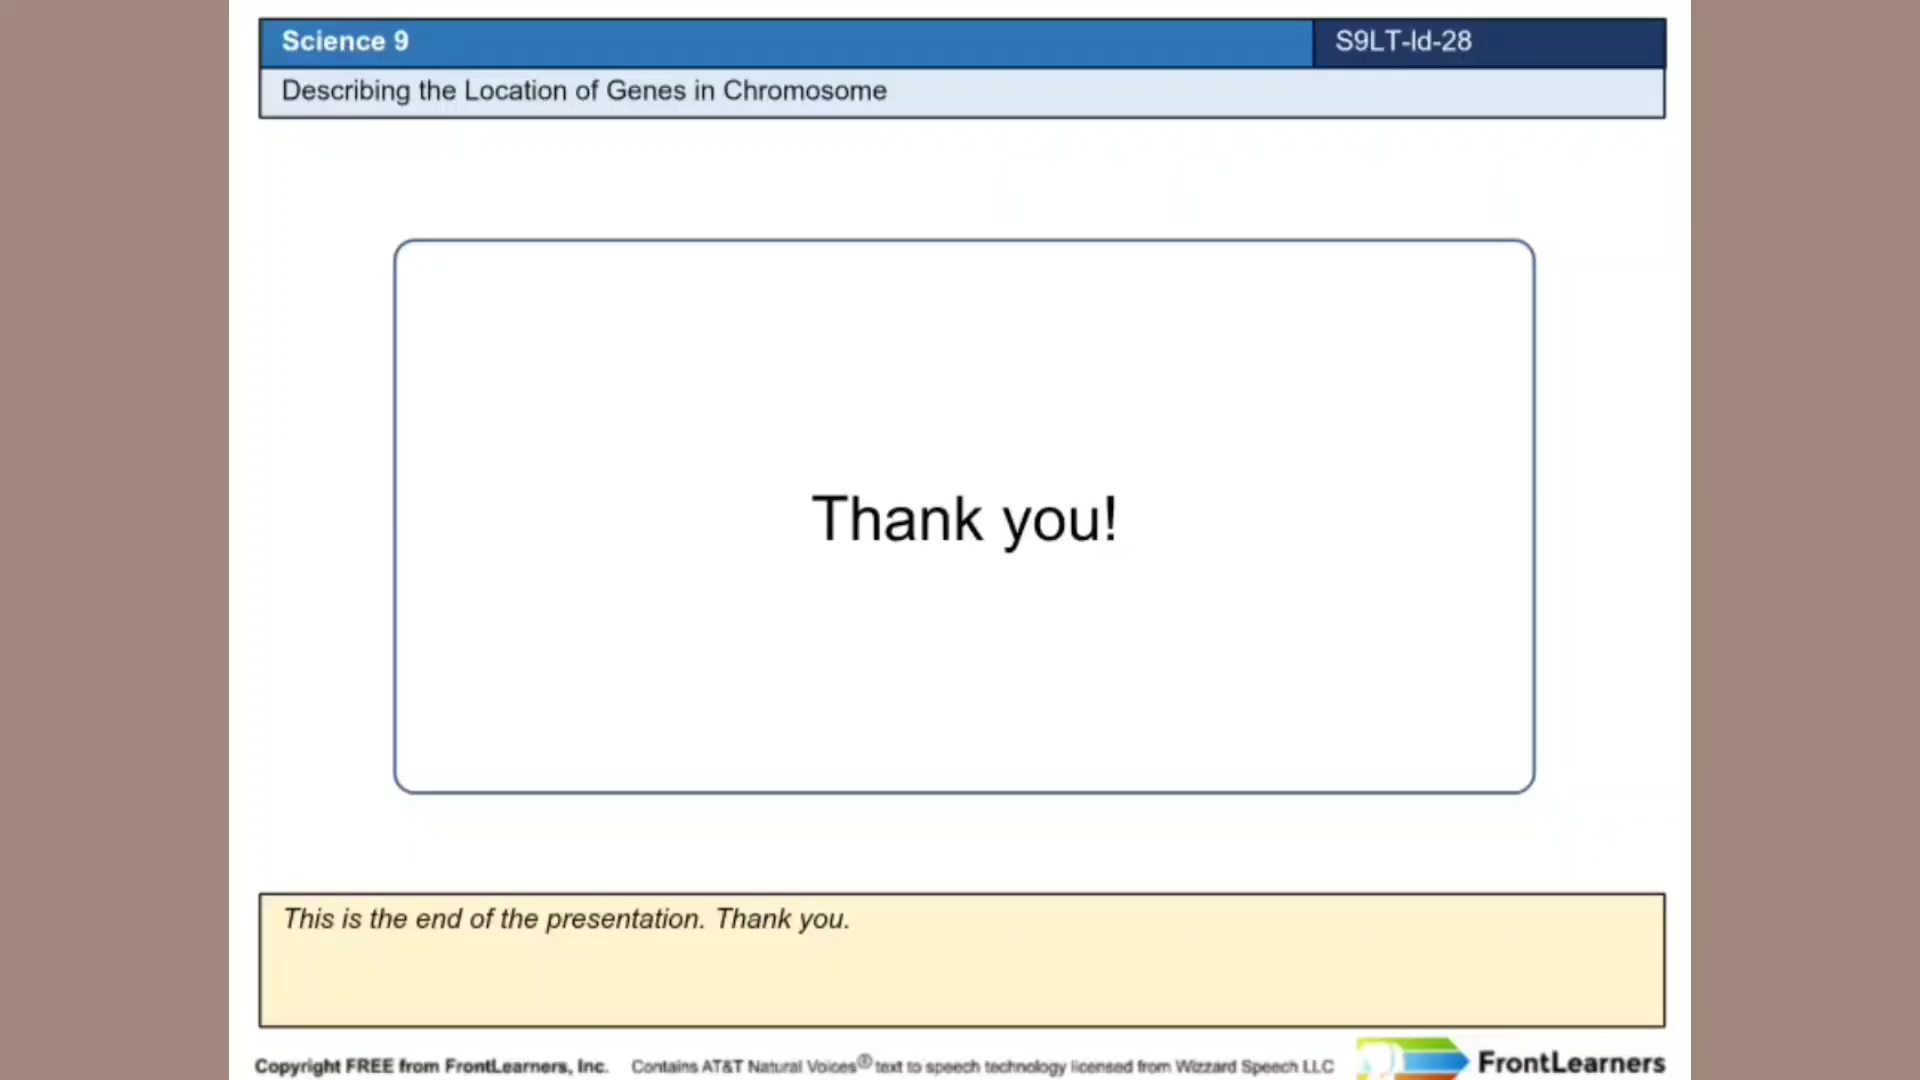 Science 9
S9LT-Id-28
Describing the Location of Genes in Chromosome
Thank you!
This is the end of the presentation. Thank you.
Copyright FREE from FrontLearners, Inc. Contains AT&T Natural Voices® text to speech technology licensed from Wizzard Speech LLC
FrontLearners